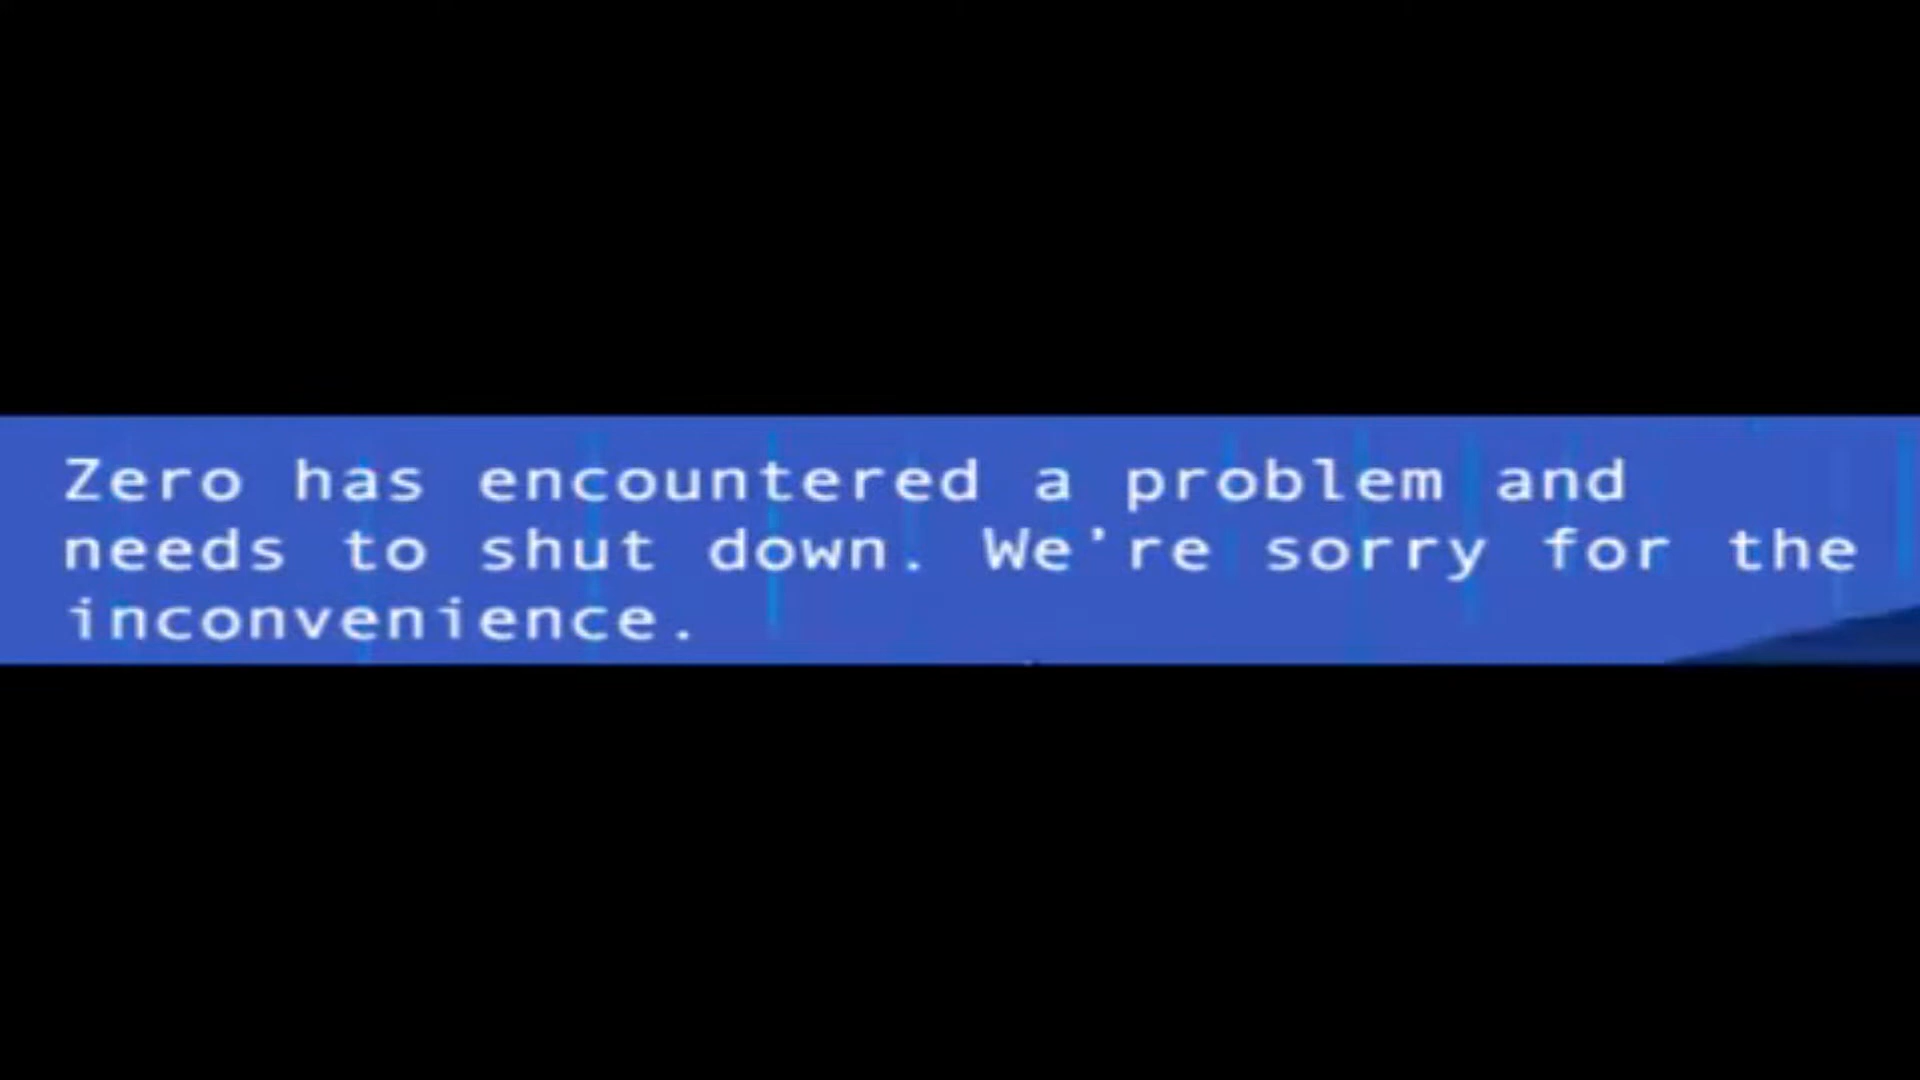 Zero has encountered a problem and
needs to shut down. We're sorry for the
inconvenience.